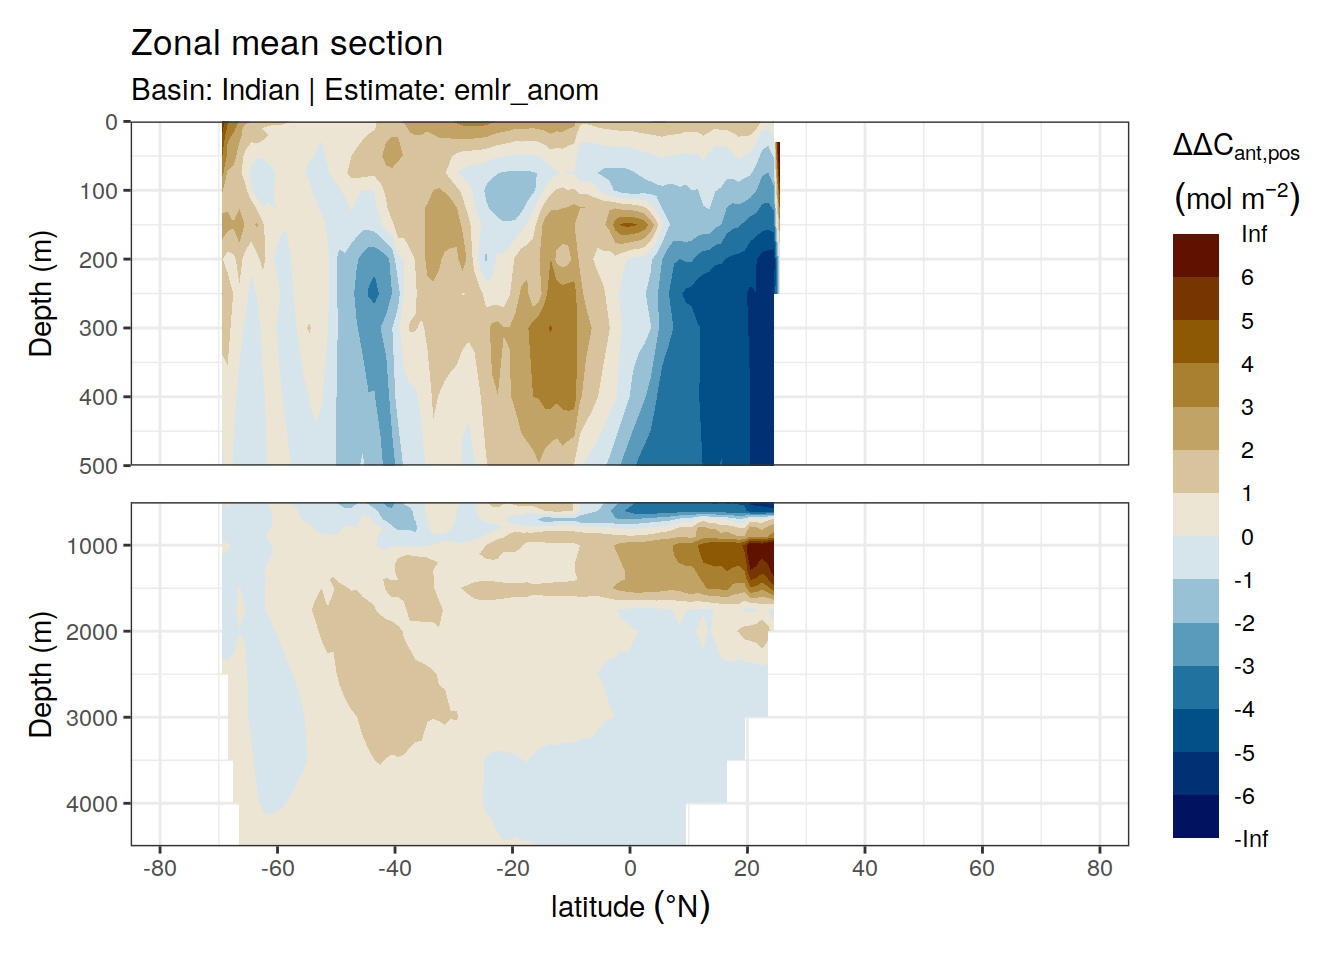 Zonal mean section
Basin: Indian | Estimate: emlr_anom
0
100
200
300
400
500
Depth (m)
1000
2000
3000
4000
Depth (m)
-80 -60 -40 -20 0 20 40 60 80
latitude (°N)
ΔΔCant,pos
(mol m−2)
Inf
6
5
4
3
2
1
0
-1
-2
-3
-4
-5
-6
-Inf